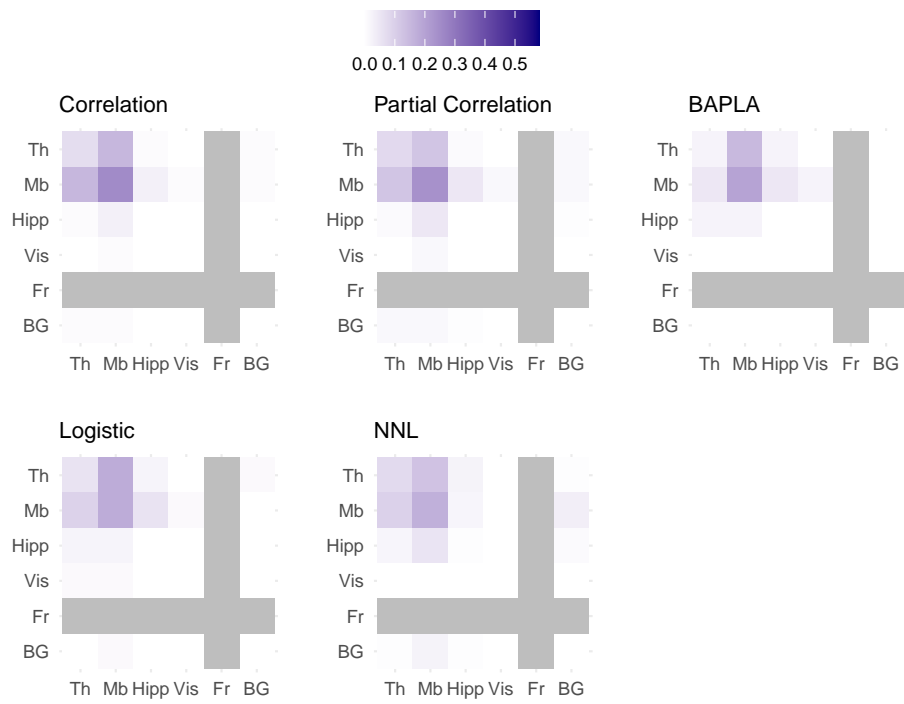 0.0 0.1 0.2 0.3 0.4 0.5
Correlation
Th
Mb
Hipp
Vis
Fr
BG
Th Mb Hipp Vis Fr BG
Partial Correlation
Th
Mb
Hipp
Vis
Fr
BG
Th Mb Hipp Vis Fr BG
BAPLA
Th
Mb
Hipp
Vis
Fr
BG
Th Mb Hipp Vis Fr BG
Logistic
Th
Mb
Hipp
Vis
Fr
BG
Th Mb Hipp Vis Fr BG
NNL
Th
Mb
Hipp
Vis
Fr
BG
Th Mb Hipp Vis Fr BG